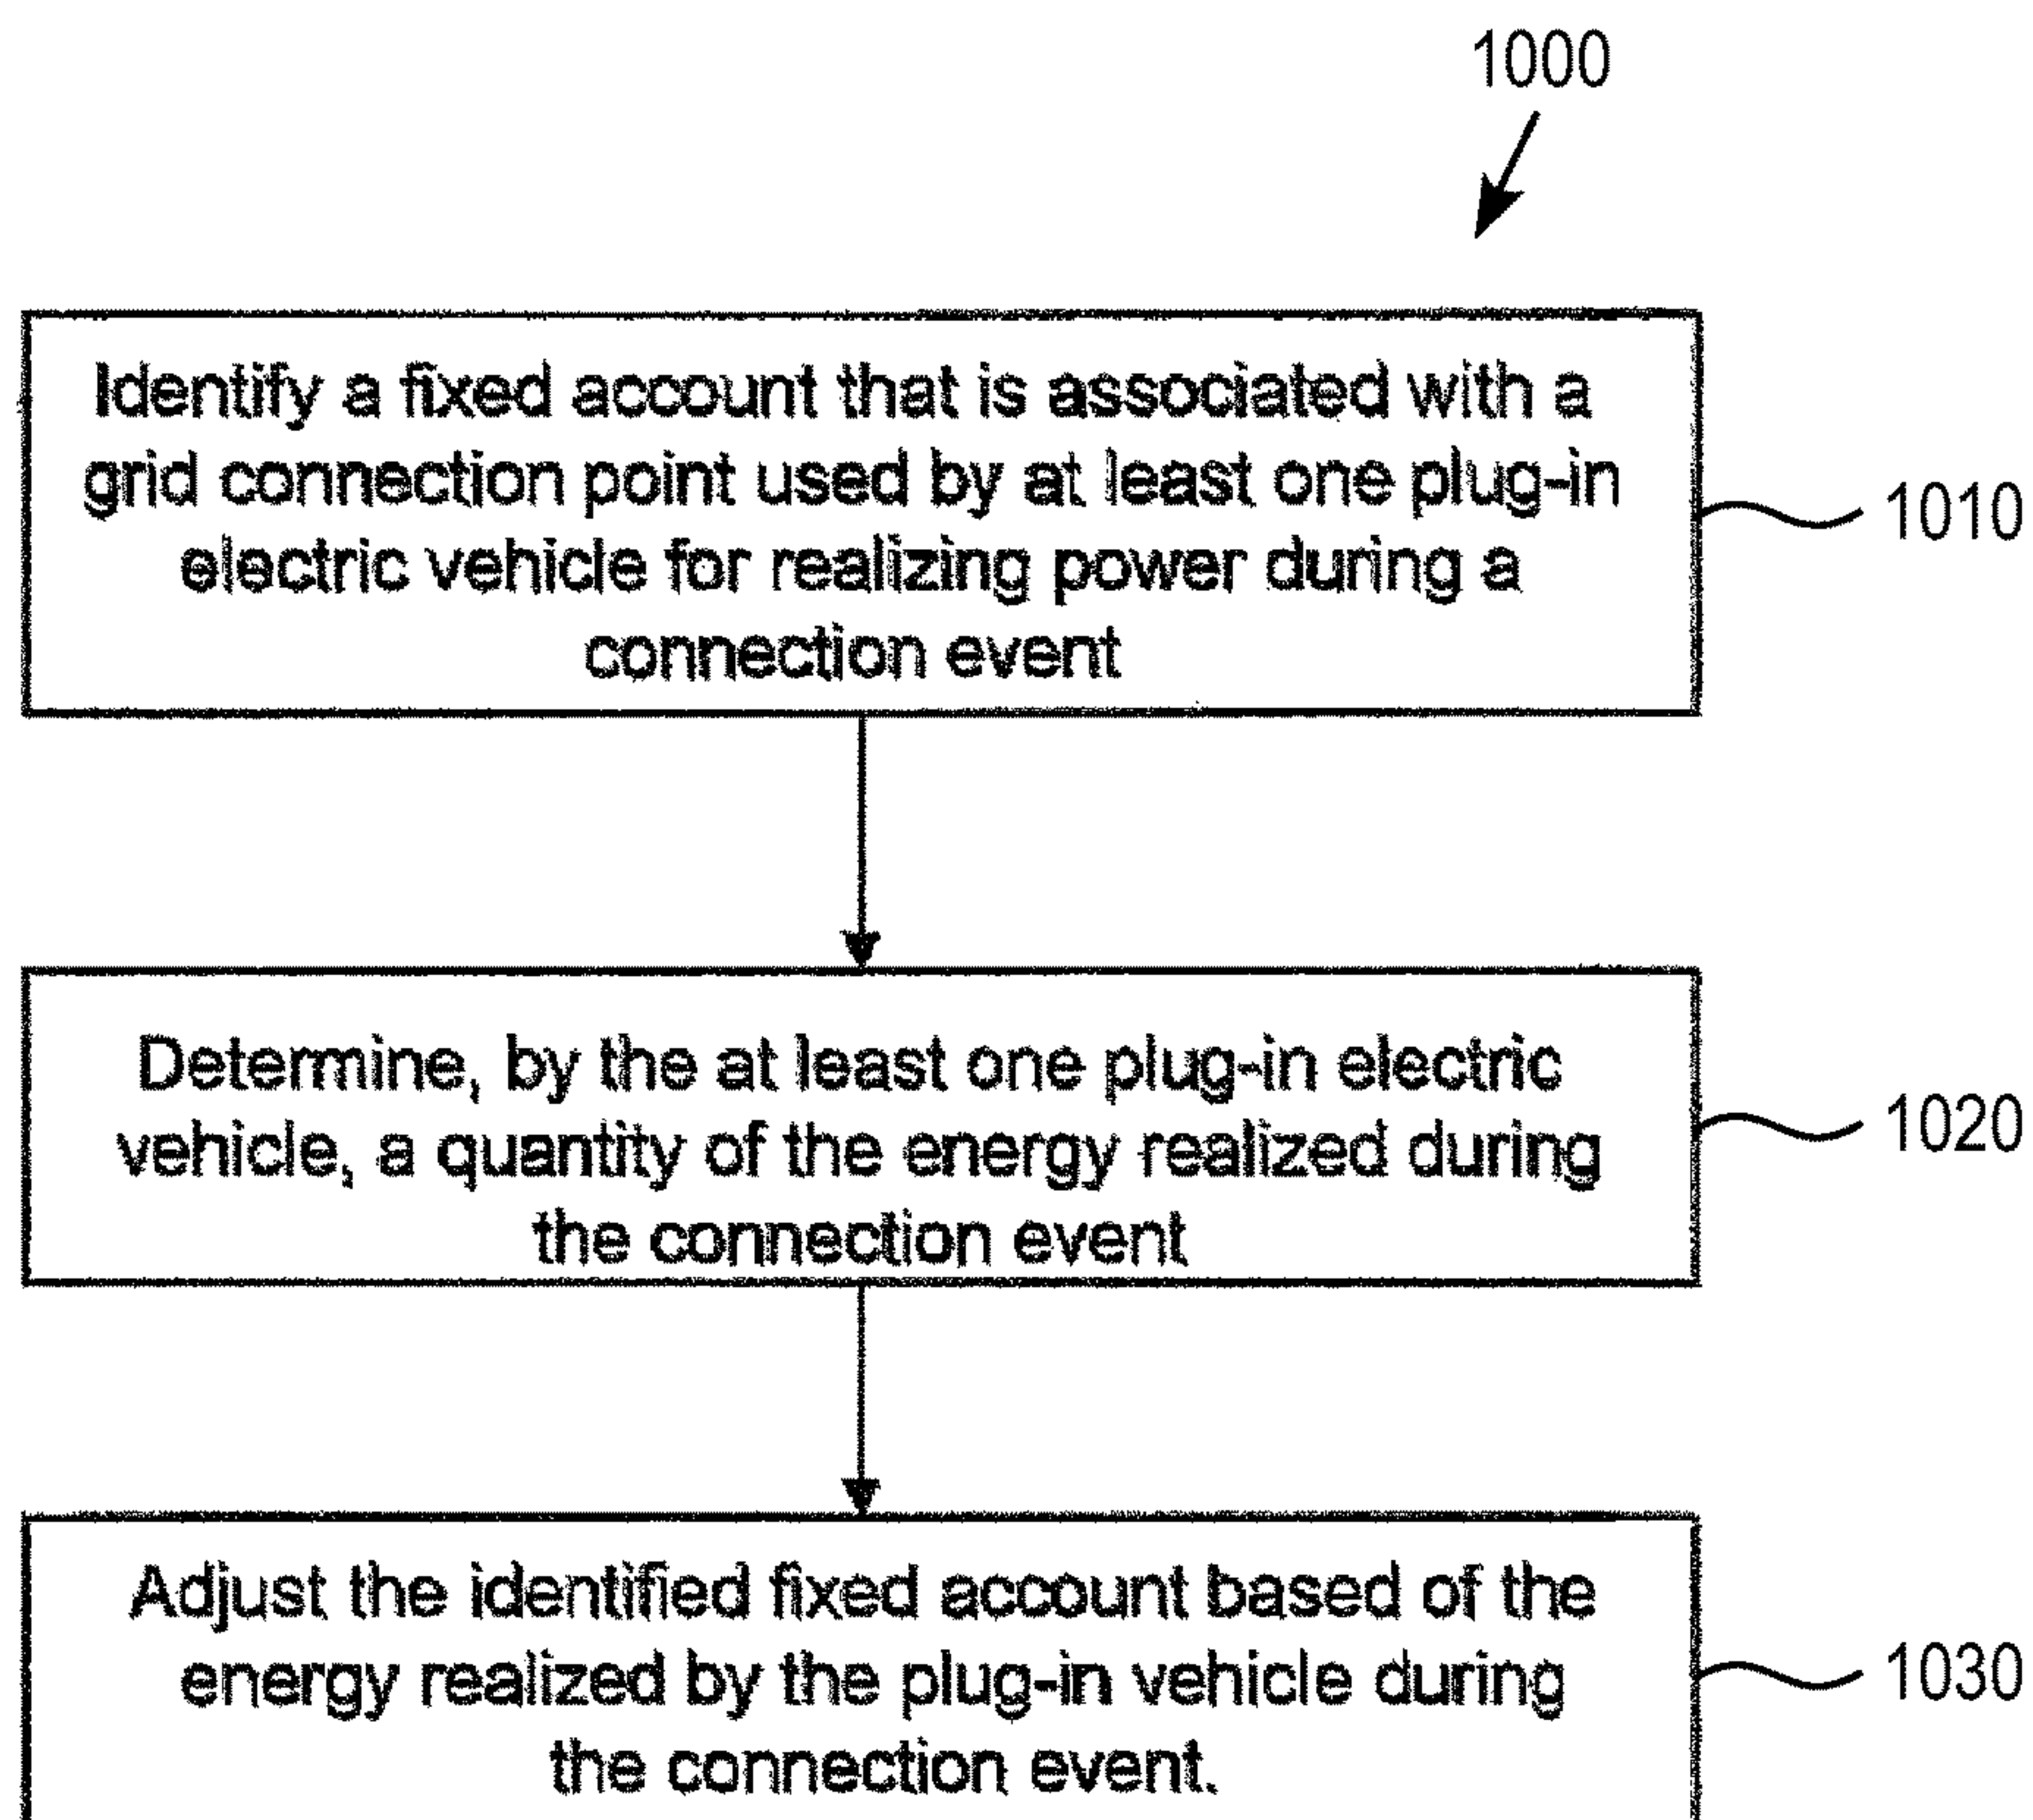 1000
Identify a fixed account that is associated with a
grid connection point used by at least one plug-in
electric vehicle for realizing power during a
connection event
1010
Determine, by the at least one plug-in electric
vehicle, a quantity of the energy realized during
the connection event
1020
Adjust the identified fixed account based of the
energy realized by the plug-in vehicle during
the connection event.
1030